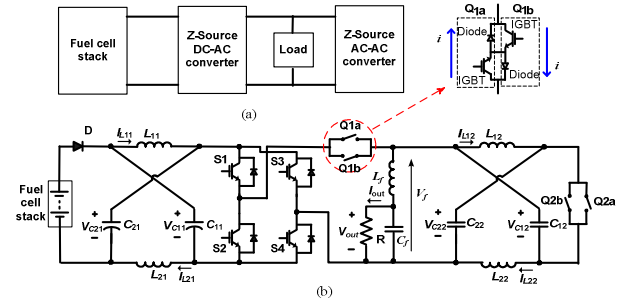 Fuel cell
stack
Z-Source
DC-AC
converter
Load
Z-Source
AC-AC
converter
(a)
Q1a Q1b
Diode
IGBT
i
i
IGBT
Diode
D
IL11
L11
S1
S3
Q1a
Q1b
IL12
L12
Lf
Iout
Vf
Q2b
Q2a
Fuel
cell
stack
+
VC21
−
C21
+
VC11
−
C11
S2
S4
+
Vout
−
R
Cf
+
VC22
−
C22
+
VC12
−
C12
L21
IL21
L22
IL22
(b)